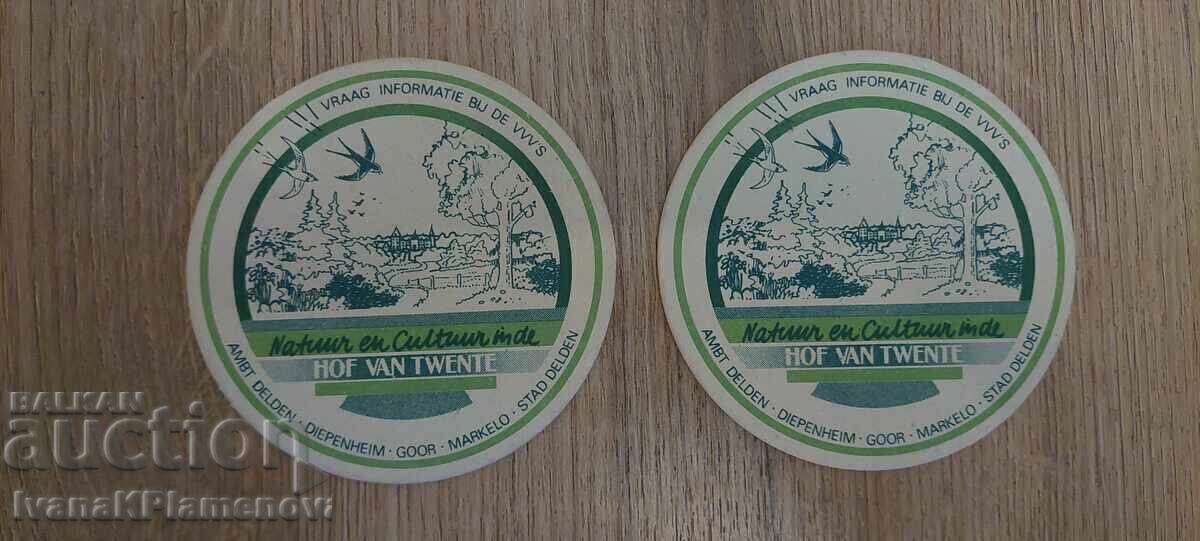 VRAAG INFORMATIE BIJ DE VVV'S
Natuur en Cultuur in de
HOF VAN TWENTE
AMBT DELDEN · DIEPENHEIM · GOOR · MARKELO · STAD DELDEN
VRAAG INFORMATIE BIJ DE VVV'S
Natuur en Cultuur in de
HOF VAN TWENTE
AMBT DELDEN · DIEPENHEIM · GOOR · MARKELO · STAD DELDEN
BALKAN
auction
IvanaKPlamenov